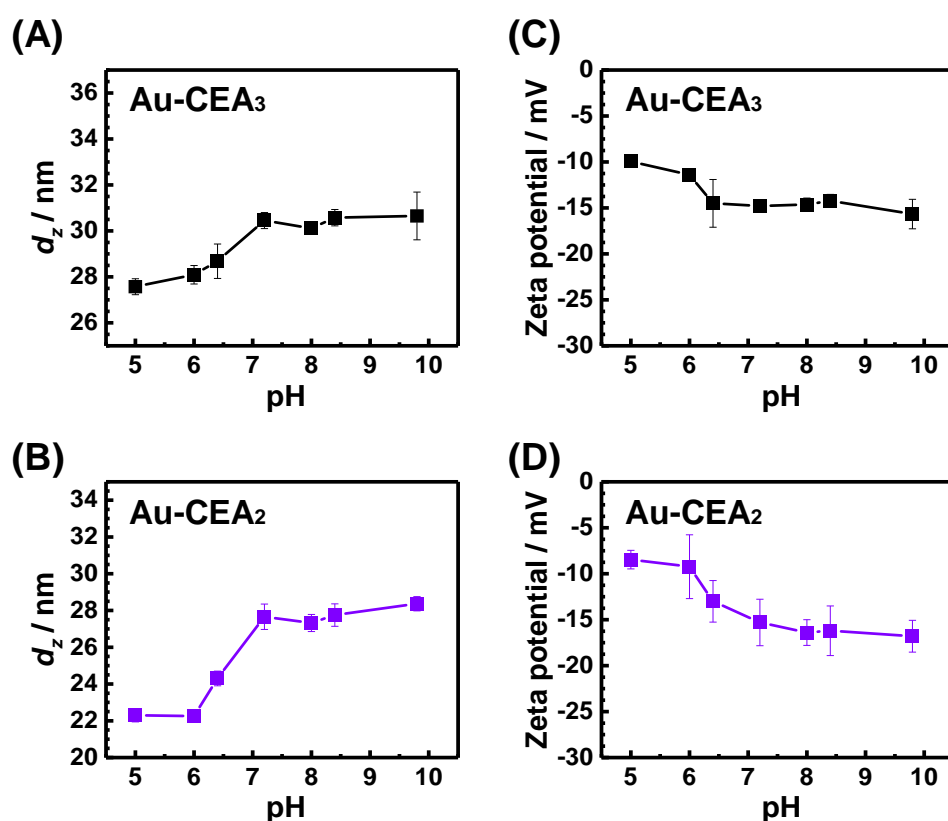 (A)
Au-CEA3
dz / nm
36
34
32
30
28
26
5 6 7 8 9 10
pH
(C)
Au-CEA3
Zeta potential / mV
0
-5
-10
-15
-20
-25
-30
5 6 7 8 9 10
pH
(B)
Au-CEA2
dz / nm
34
32
30
28
26
24
22
20
5 6 7 8 9 10
pH
(D)
Au-CEA2
Zeta potential / mV
0
-5
-10
-15
-20
-25
-30
5 6 7 8 9 10
pH